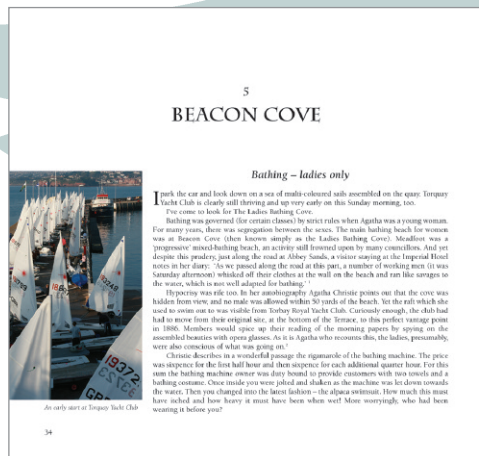 5
BEACON COVE
Bathing – ladies only
I park the car and look down on a sea of multi-coloured sails assembled on the quay. Torquay
Yacht Club is clearly still thriving and up very early on this Sunday morning, too.
I've come to look for The Ladies Bathing Cove.
Bathing was governed (for certain classes) by strict rules when Agatha was a young woman.
For many years, there was segregation between the sexes. The main bathing beach for women
was at Beacon Cove (then known simply as the Ladies Bathing Cove). Meadfoot was a
'progressive' mixed-bathing beach, an activity still frowned upon by many councillors. And yet
despite this prudery, just along the road at Abbey Sands, a visitor staying at the Imperial Hotel
notes in her diary: 'As we passed along the road at this part, a number of working men (it was
Saturday afternoon) whisked off their clothes at the wall on the beach and ran like savages to
the water, which is not well adapted for bathing.' ¹
Hypocrisy was rife too. In her autobiography Agatha Christie points out that the cove was
hidden from view, and no male was allowed within 50 yards of the beach. Yet the raft which she
used to swim out to was visible from Torbay Royal Yacht Club. Curiously enough, the club had
had to move from their original site, at the bottom of the Terrace, to this perfect vantage point
in 1886. Members would spice up their reading of the morning papers by spying on the
assembled beauties with opera glasses. As it is Agatha who recounts this, the ladies, presumably,
were also conscious of what was going on.²
Christie describes in a wonderful passage the rigamarole of the bathing machine. The price
was sixpence for the first half hour and then sixpence for each additional quarter hour. For this
sum the bathing machine owner was duty bound to provide customers with two towels and a
bathing costume. Once inside you were jolted and shaken as the machine was let down towards
the water. Then you changed into the latest fashion – the alpaca swimsuit. How much this must
have itched and how heavy it must have been when wet! More worryingly, who had been
wearing it before you?
19372
An early start at Torquay Yacht Club
34